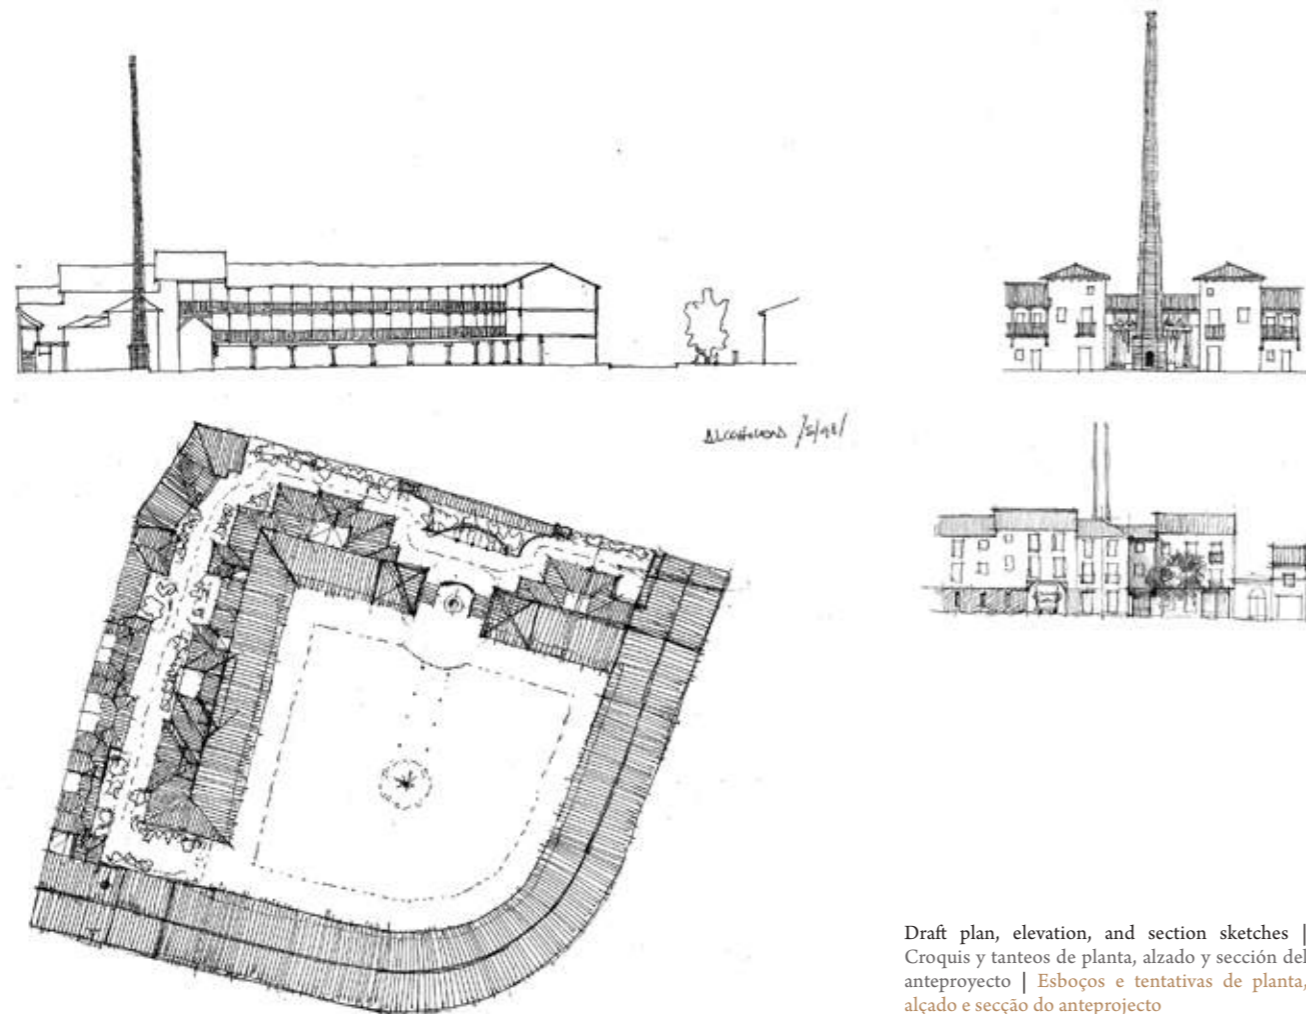 Draft plan, elevation, and section sketches |
Croquis y tanteos de planta, alzado y sección del
anteproyecto | Esboços e tentativas de planta,
alçado e secção do anteprojecto